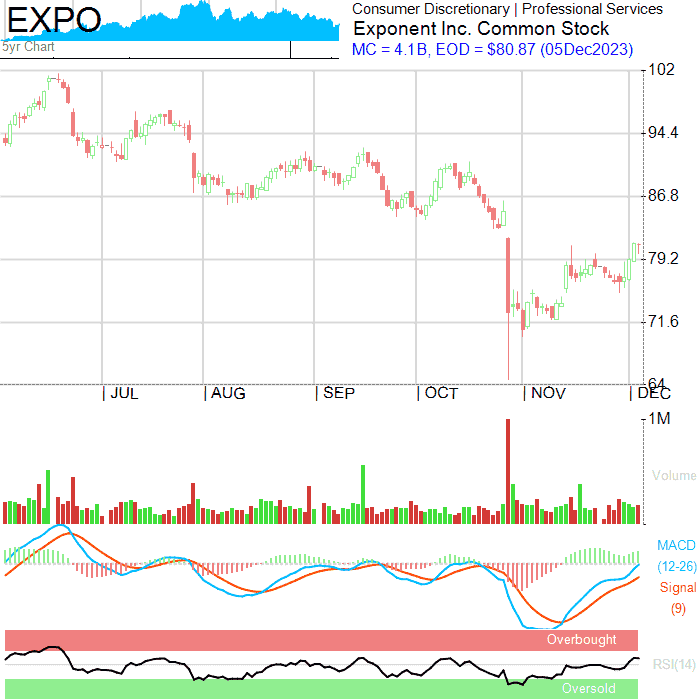 EXPO
5yr Chart
Consumer Discretionary | Professional Services
Exponent Inc. Common Stock
MC = 4.1B, EOD = $80.87 (05Dec2023)
102
94.4
86.8
79.2
71.6
64
| JUL | AUG | SEP | OCT | NOV | DEC
1M
Volume
MACD
(12-26)
Signal
(9)
Overbought
RSI(14)
Oversold